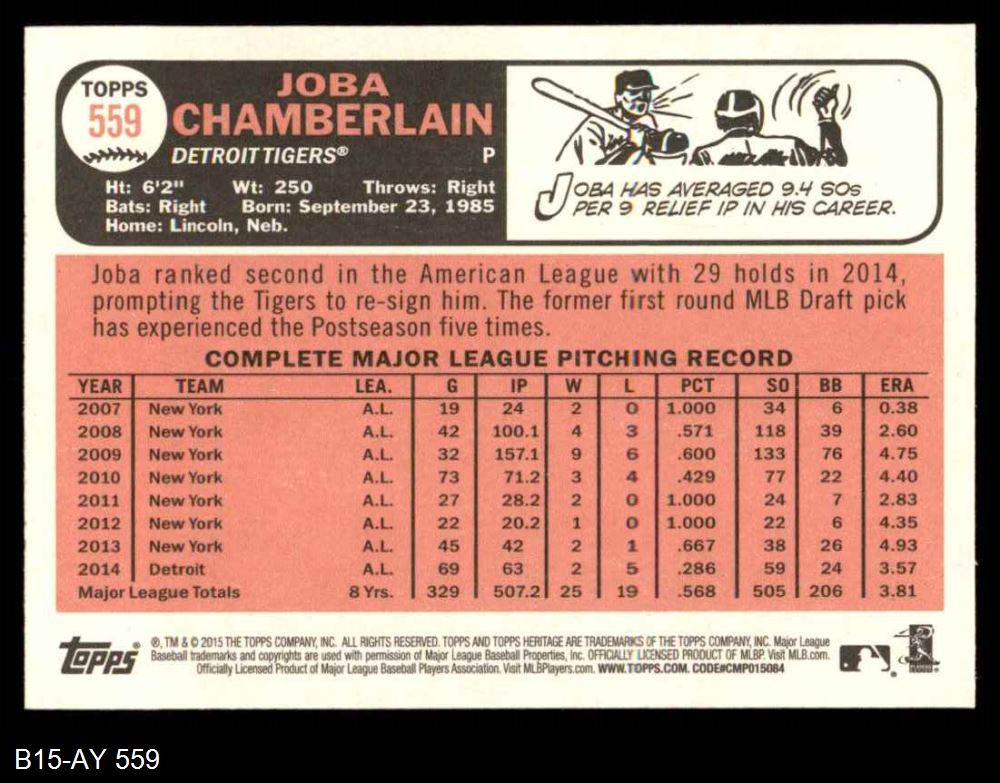 TOPPS
559
JOBA
CHAMBERLAIN
DETROIT TIGERS® P
Ht: 6'2" Wt: 250 Throws: Right
Bats: Right Born: September 23, 1985
Home: Lincoln, Neb.
JOBA HAS AVERAGED 9.4 SOs
PER 9 RELIEF IP IN HIS CAREER.
Joba ranked second in the American League with 29 holds in 2014,
prompting the Tigers to re-sign him. The former first round MLB Draft pick
has experienced the Postseason five times.
COMPLETE MAJOR LEAGUE PITCHING RECORD
YEAR TEAM LEA. G IP W L PCT SO BB ERA
2007 New York A.L. 19 24 2 0 1.000 34 6 0.38
2008 New York A.L. 42 100.1 4 3 .571 118 39 2.60
2009 New York A.L. 32 157.1 9 6 .600 133 76 4.75
2010 New York A.L. 73 71.2 3 4 .429 77 22 4.40
2011 New York A.L. 27 28.2 2 0 1.000 24 7 2.83
2012 New York A.L. 22 20.2 1 0 1.000 22 6 4.35
2013 New York A.L. 45 42 2 1 .667 38 26 4.93
2014 Detroit A.L. 69 63 2 5 .286 59 24 3.57
Major League Totals 8 Yrs. 329 507.2 25 19 .568 505 206 3.81
topps®
®, TM & © 2015 THE TOPPS COMPANY, INC. ALL RIGHTS RESERVED. TOPPS AND TOPPS HERITAGE ARE TRADEMARKS OF THE TOPPS COMPANY, INC. Major League
Baseball trademarks and copyrights are used with permission of Major League Baseball Properties, Inc. OFFICIALLY LICENSED PRODUCT OF MLBP. Visit MLB.com.
Officially Licensed Product of Major League Baseball Players Association. Visit MLBPlayers.com. WWW.TOPPS.COM. CODE#CMP015084
B15-AY 559